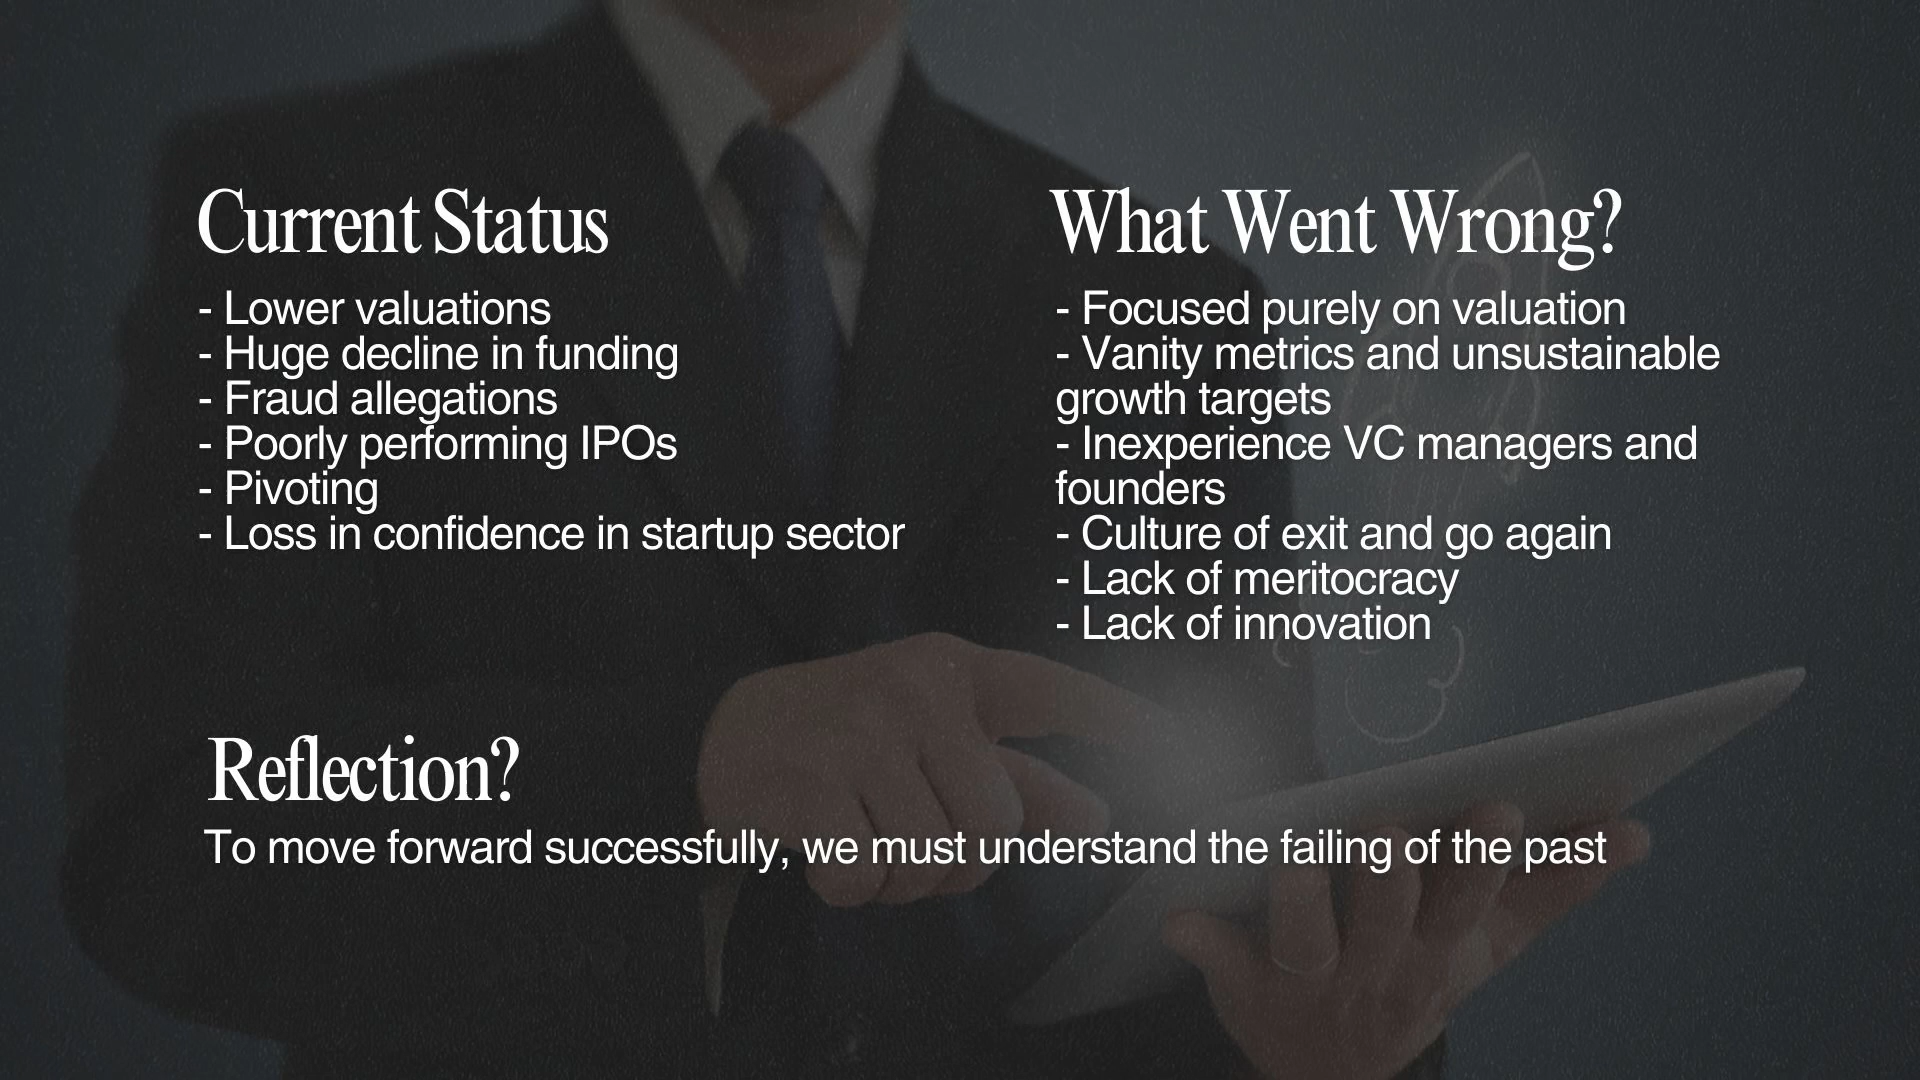 Current Status
- Lower valuations
- Huge decline in funding
- Fraud allegations
- Poorly performing IPOs
- Pivoting
- Loss in confidence in startup sector
What Went Wrong?
- Focused purely on valuation
- Vanity metrics and unsustainable
growth targets
- Inexperience VC managers and
founders
- Culture of exit and go again
- Lack of meritocracy
- Lack of innovation
Reflection?
To move forward successfully, we must understand the failing of the past